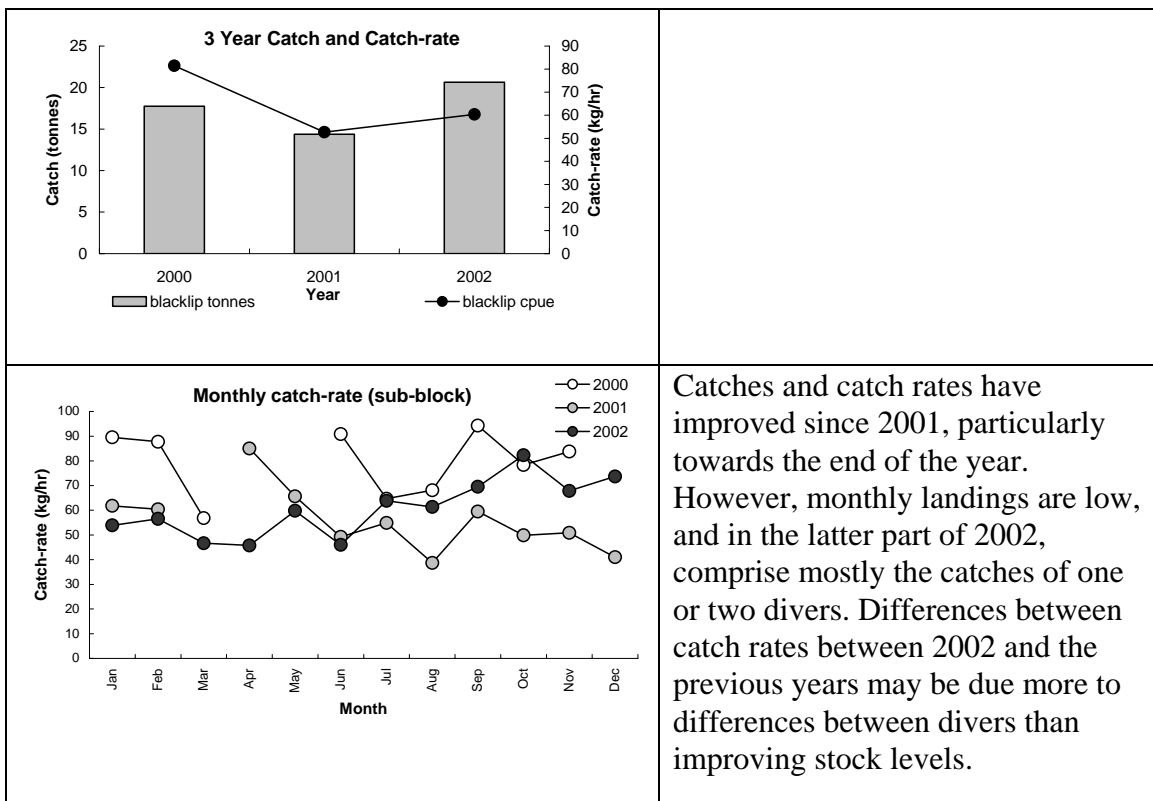 3 Year Catch and Catch-rate
25
20
15
10
5
0
Catch (tonnes)
90
80
70
60
50
40
30
20
10
0
Catch-rate (kg/hr)
2000
2001
2002
Year
blacklip tonnes
blacklip cpue
Monthly catch-rate (sub-block)
2000
2001
2002
100
90
80
70
60
50
40
30
20
10
0
Catch-rate (kg/hr)
Jan
Feb
Mar
Apr
May
Jun
Jul
Aug
Sep
Oct
Nov
Dec
Month
Catches and catch rates have
improved since 2001, particularly
towards the end of the year.
However, monthly landings are low,
and in the latter part of 2002,
comprise mostly the catches of one
or two divers. Differences between
catch rates between 2002 and the
previous years may be due more to
differences between divers than
improving stock levels.